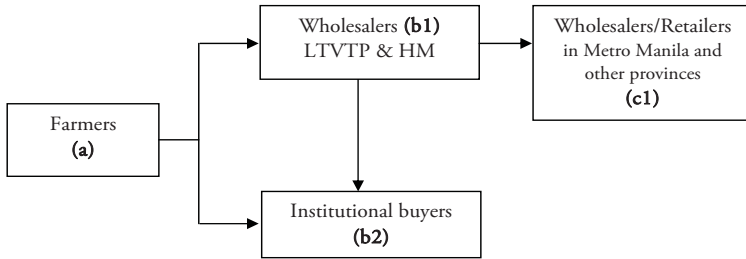 Farmers
(a)
Wholesalers (b1)
LTVTP & HM
Institutional buyers
(b2)
Wholesalers/Retailers
in Metro Manila and
other provinces
(c1)